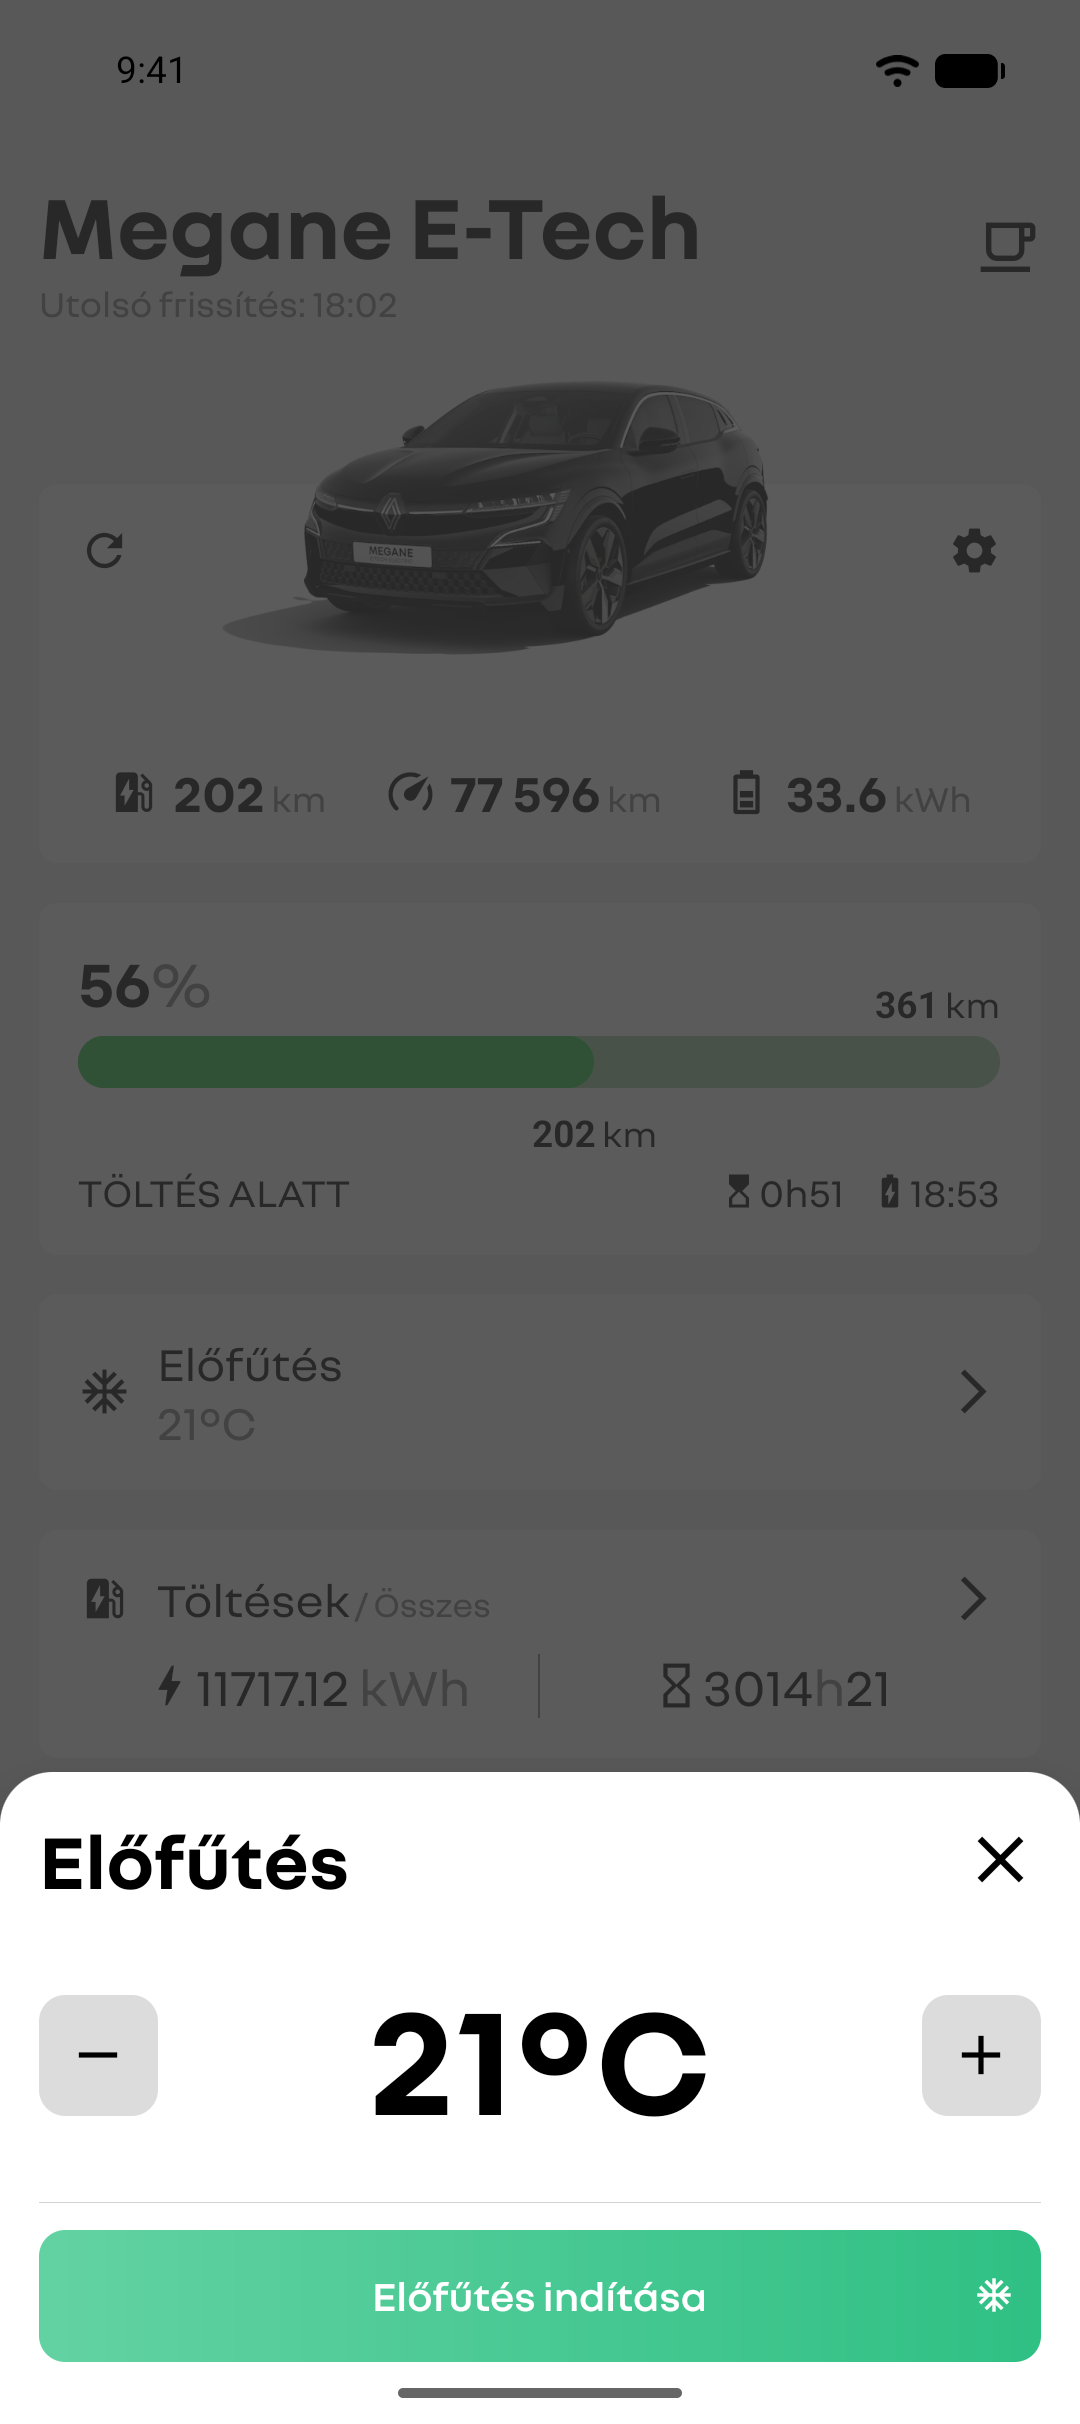 9:41
Megane E-Tech
Utolsó frissítés: 18:02
MEGANE
202 km 77 596 km 33.6 kWh
56%
361 km
202 km
TÖLTÉS ALATT 0h51 18:53
Előfűtés
21°C
Töltések / Összes
11717.12 kWh 3014h21
Előfűtés
21°C
Előfűtés indítása